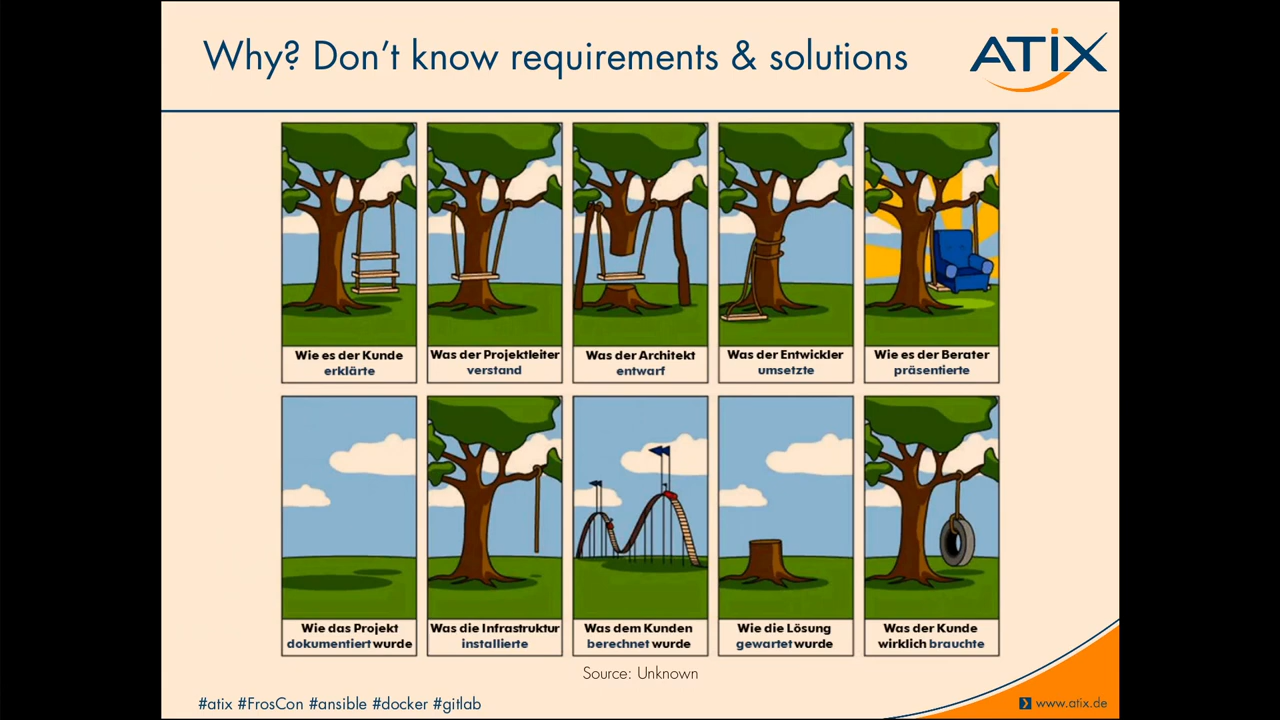 Why? Don't know requirements & solutions
ATIX
Wie es der Kunde
erklärte
Was der Projektleiter
verstand
Was der Architekt
entwarf
Was der Entwickler
umsetzte
Wie es der Berater
präsentierte
Wie das Projekt
dokumentiert wurde
Was die Infrastruktur
installierte
Was dem Kunden
berechnet wurde
Wie die Lösung
gewartet wurde
Was der Kunde
wirklich brauchte
Source: Unknown
#atix #FrosCon #ansible #docker #gitlab
www.atix.de